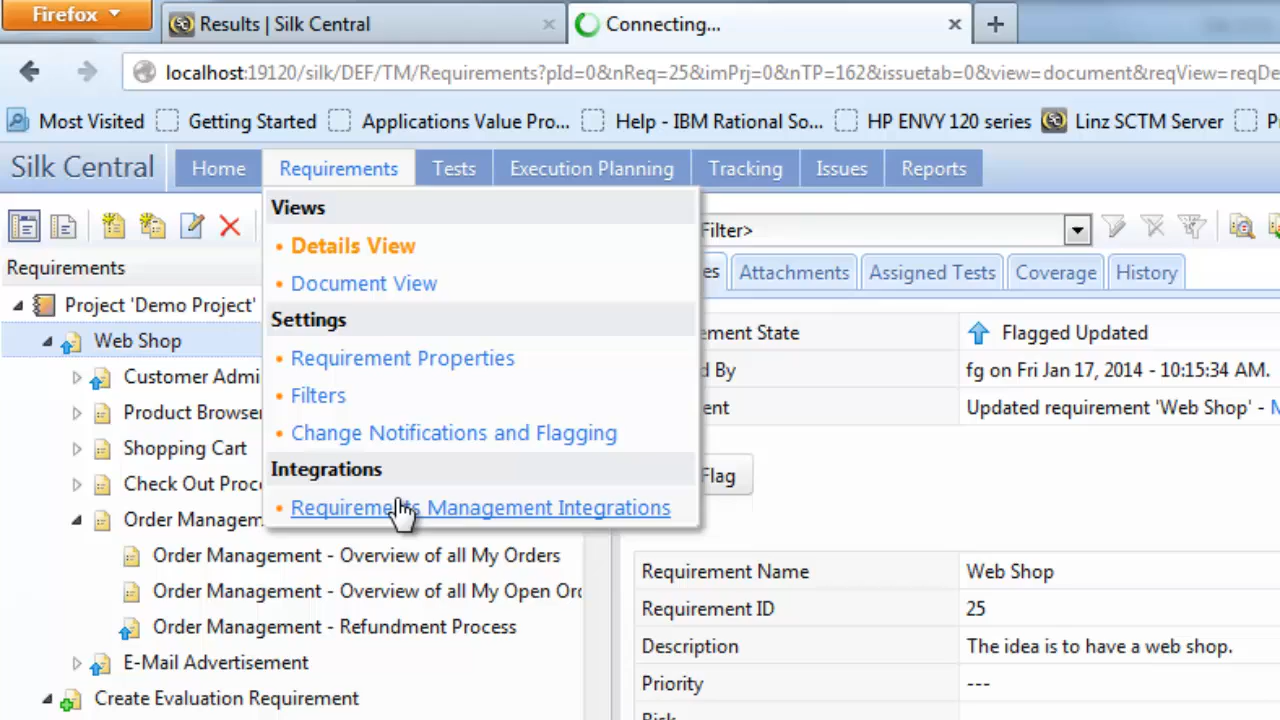 Firefox
Results | Silk Central
Connecting...
localhost:19120/silk/DEF/TM/Requirements?pId=0&nReq=25&imPrj=0&nTP=162&issuetab=0&view=document&reqView=reqDe
Most Visited Getting Started Applications Value Pro... Help - IBM Rational So... HP ENVY 120 series Linz SCTM Server
Silk Central Home Requirements Tests Execution Planning Tracking Issues Reports
Views
Details View
Document View
Settings
Requirement Properties
Filters
Change Notifications and Flagging
Integrations
Requirements Management Integrations
Requirements
Project 'Demo Project'
Web Shop
Customer Admi
Product Browser
Shopping Cart
Check Out Proc
Order Managem
Order Management - Overview of all My Orders
Order Management - Overview of all My Open Orc
Order Management - Refundment Process
E-Mail Advertisement
Create Evaluation Requirement
Filter>
es Attachments Assigned Tests Coverage History
ment State Flagged Updated
d By fg on Fri Jan 17, 2014 - 10:15:34 AM.
ent Updated requirement 'Web Shop' - M
Flag
Requirement Name Web Shop
Requirement ID 25
Description The idea is to have a web shop.
Priority ---
Risk